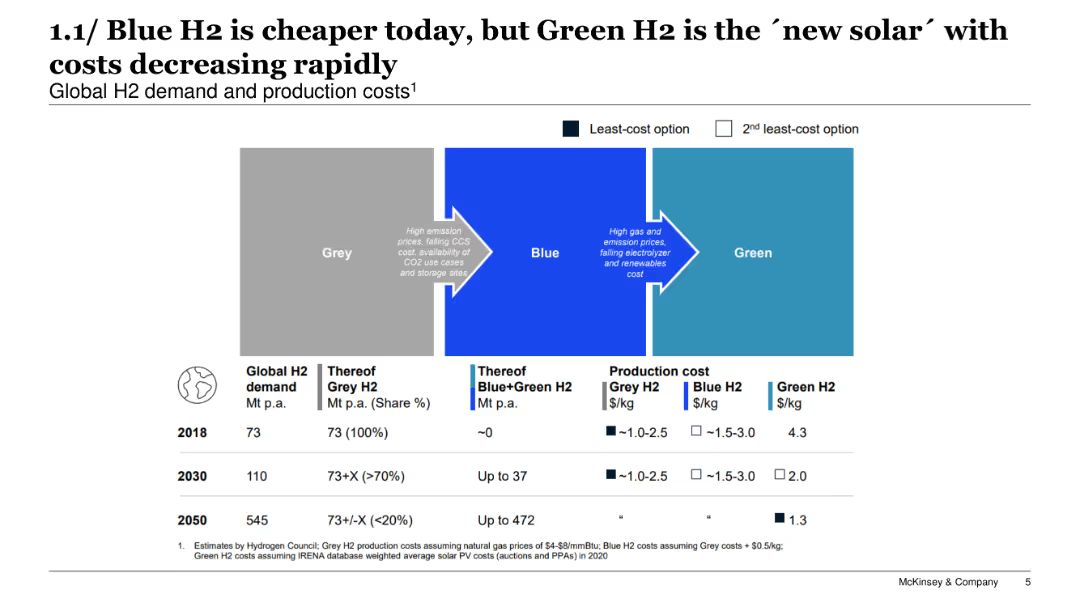 1.1/ Blue H2 is cheaper today, but Green H2 is the ´new solar´ with
costs decreasing rapidly
Global H2 demand and production costs1
Least-cost option
2nd least-cost option
Grey
High emission
prices, falling CCS
cost, availability of
CO2 use cases
and storage sites
Blue
High gas and
emission prices,
falling electrolyzer
and renewables
cost
Green
Global H2 demand
Mt p.a.
Thereof
Grey H2
Mt p.a. (Share %)
Thereof
Blue+Green H2
Mt p.a.
Production cost
Grey H2
$/kg
Blue H2
$/kg
Green H2
$/kg
2018 73 73 (100%) ~0 ~1.0-2.5 ~1.5-3.0 4.3
2030 110 73+X (>70%) Up to 37 ~1.0-2.5 ~1.5-3.0 2.0
2050 545 73+/-X (<20%) Up to 472 “ “ 1.3
1. Estimates by Hydrogen Council; Grey H2 production costs assuming natural gas prices of $4-$8/mmBtu; Blue H2 costs assuming Grey costs + $0.5/kg;
Green H2 costs assuming IRENA database weighted average solar PV costs (auctions and PPAs) in 2020
McKinsey & Company 5